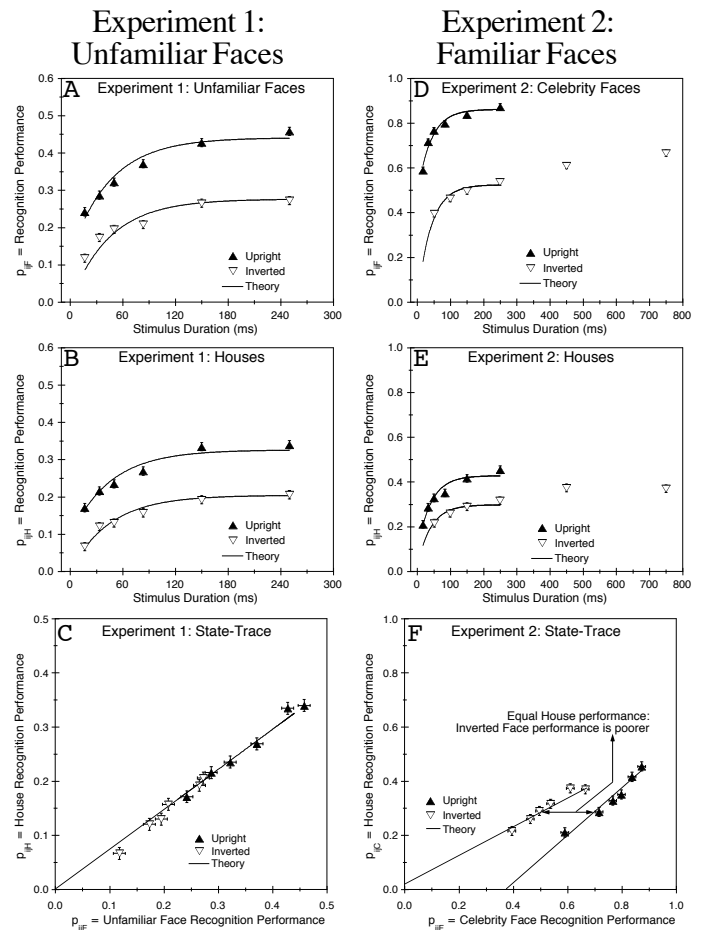 Experiment 1:
Unfamiliar Faces
Experiment 2:
Familiar Faces
A
Experiment 1: Unfamiliar Faces
p_ijF = Recognition Performance
0.6
0.5
0.4
0.3
0.2
0.1
0.0
Upright
Inverted
Theory
0 60 120 180 240 300
Stimulus Duration (ms)
D
Experiment 2: Celebrity Faces
p_ijF = Recognition Performance
1.0
0.8
0.6
0.4
0.2
0.0
Upright
Inverted
Theory
0 100 200 300 400 500 600 700 800
Stimulus Duration (ms)
B
Experiment 1: Houses
p_ijH = Recognition Performance
0.6
0.5
0.4
0.3
0.2
0.1
0.0
Upright
Inverted
Theory
0 60 120 180 240 300
Stimulus Duration (ms)
E
Experiment 2: Houses
p_ijH = Recognition Performance
1.0
0.8
0.6
0.4
0.2
0.0
Upright
Inverted
Theory
0 100 200 300 400 500 600 700 800
Stimulus Duration (ms)
C
Experiment 1: State-Trace
p_ijH = House Recognition Performance
0.5
0.4
0.3
0.2
0.1
0.0
Upright
Inverted
Theory
0.0 0.1 0.2 0.3 0.4 0.5
p_ijF = Unfamiliar Face Recognition Performance
F
Experiment 2: State-Trace
p_ijC = House Recognition Performance
1.0
0.8
0.6
0.4
0.2
0.0
Equal House performance:
Inverted Face performance is poorer
Upright
Inverted
Theory
0.0 0.2 0.4 0.6 0.8 1.0
p_ijF = Celebrity Face Recognition Performance